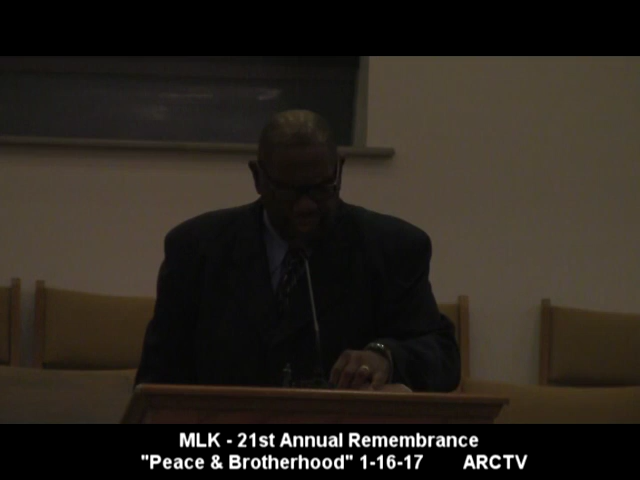 MLK - 21st Annual Remembrance
"Peace & Brotherhood" 1-16-17 ARCTV